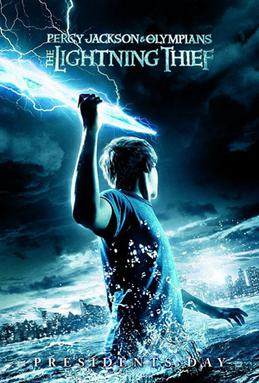 PERCY JACKSON & OLYMPIANS
THE LIGHTNING THIEF
PRESIDENTS DAY